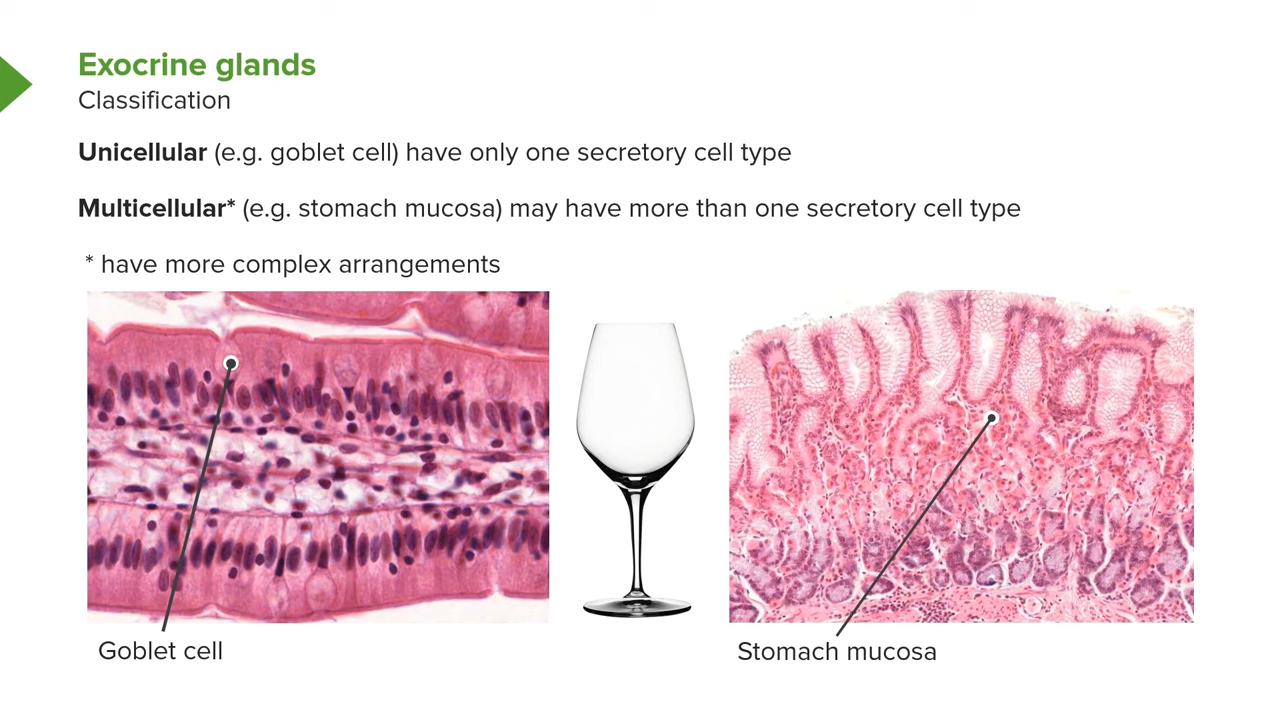 Exocrine glands
Classification
Unicellular (e.g. goblet cell) have only one secretory cell type
Multicellular* (e.g. stomach mucosa) may have more than one secretory cell type
* have more complex arrangements
Goblet cell
Stomach mucosa